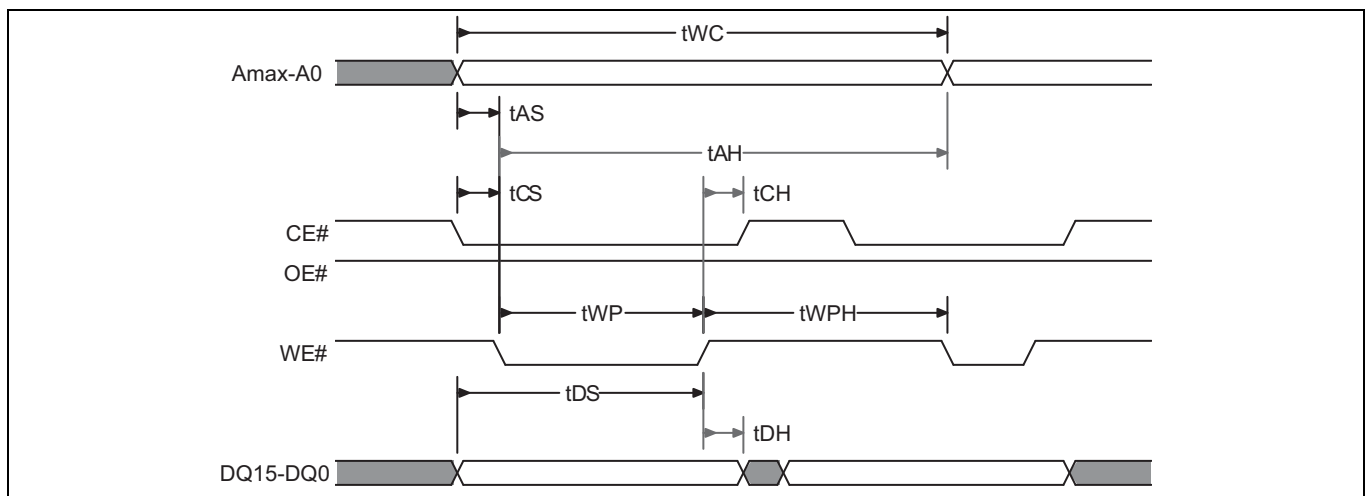 tWC
Amax-A0
tAS
tAH
tCS
tCH
CE#
OE#
tWP
tWPH
WE#
tDS
tDH
DQ15-DQ0